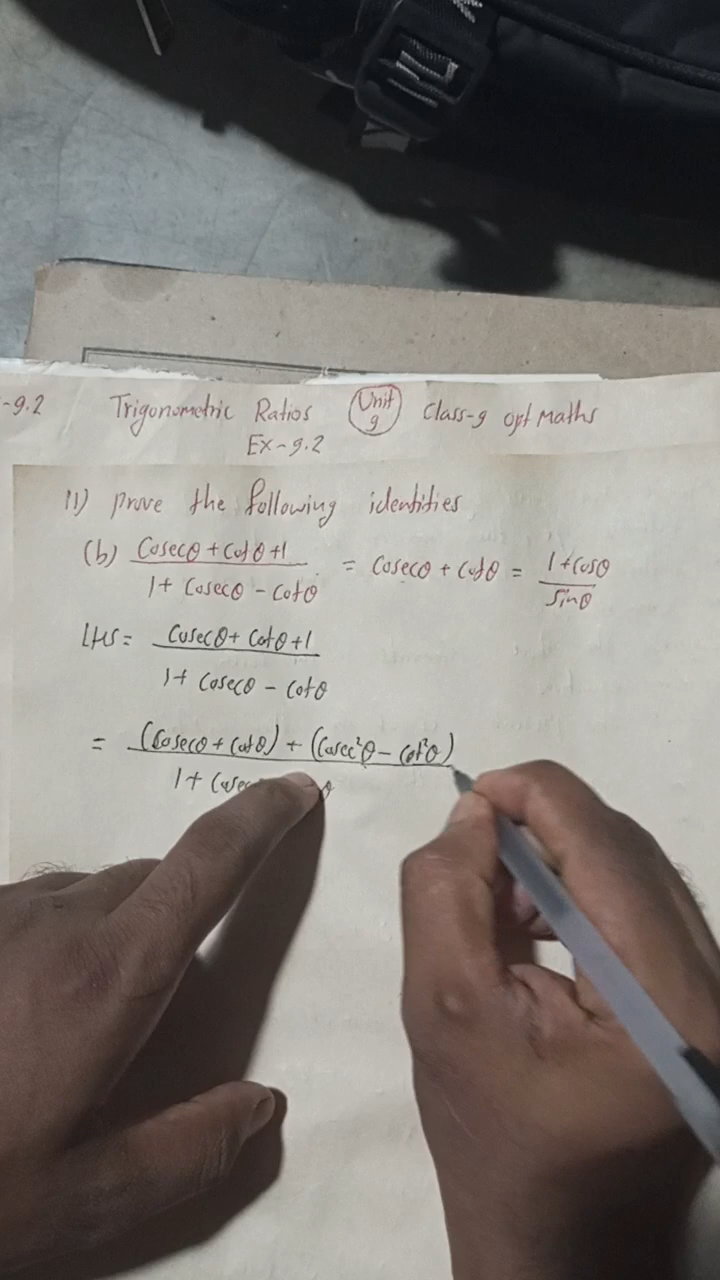 -9.2 Trigonometric Ratios Unit 9 Class-9 opt Maths
Ex-9.2
11) prove the following identities
(b) Cosecθ + Cotθ + 1 / 1 + Cosecθ - Cotθ = Cosecθ + Cotθ = 1 + Cosθ / Sinθ
LHS = Cosecθ + Cotθ + 1 / 1 + Cosecθ - Cotθ
= (Cosecθ + Cotθ) + (Cosec²θ - Cot²θ) / 1 + Cosec θ